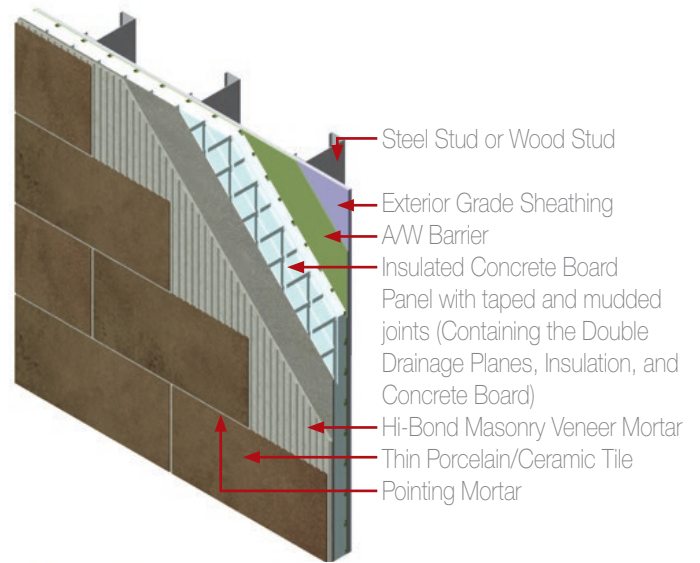 Steel Stud or Wood Stud
Exterior Grade Sheathing
A/W Barrier
Insulated Concrete Board
Panel with taped and mudded
joints (Containing the Double
Drainage Planes, Insulation, and
Concrete Board)
Hi-Bond Masonry Veneer Mortar
Thin Porcelain/Ceramic Tile
Pointing Mortar